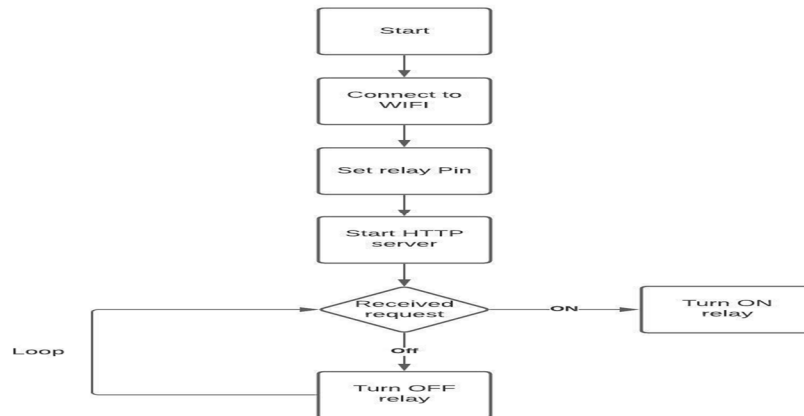 Start
Connect to
WIFI
Set relay Pin
Start HTTP
server
Received
request
ON
Turn ON
relay
Loop
Off
Turn OFF
relay